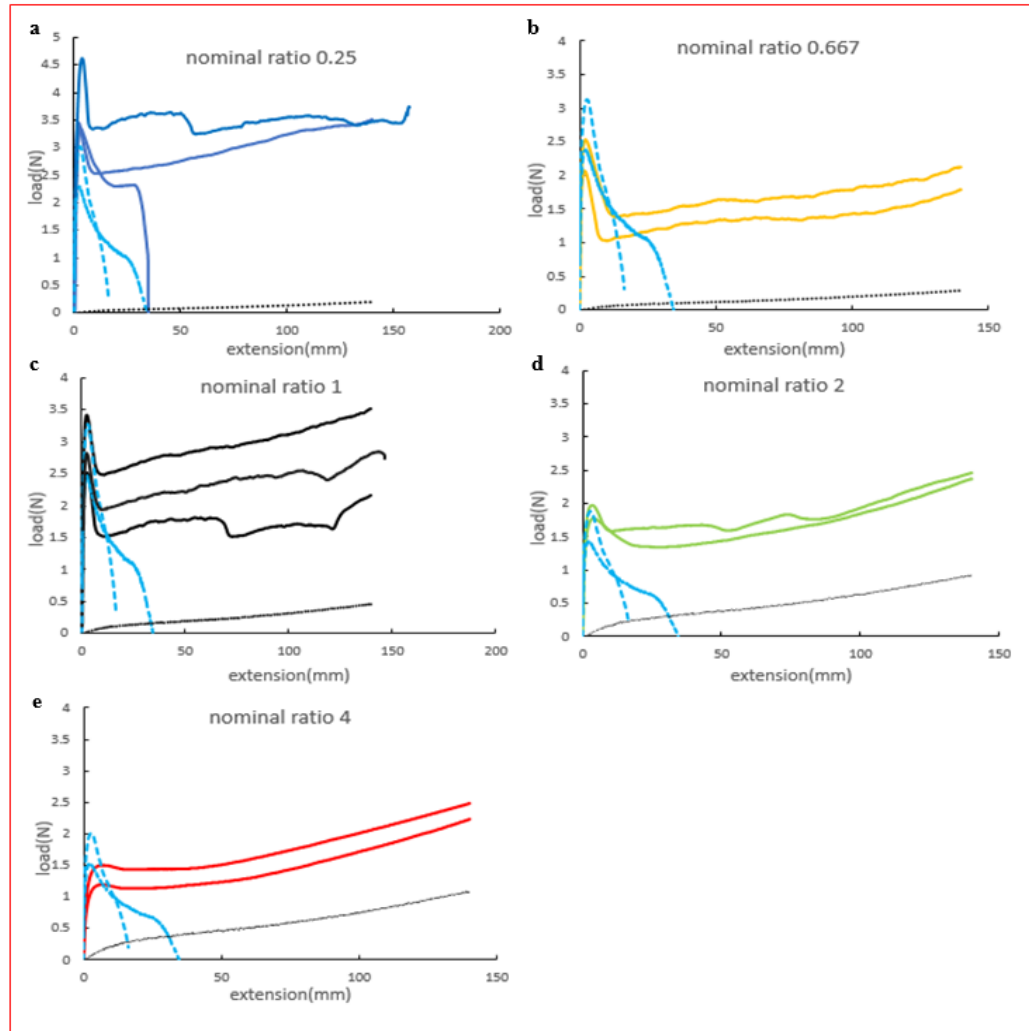 a
nominal ratio 0.25
load(N)
5
4.5
4
3.5
3
2.5
2
1.5
1
0.5
0
0 50 100 150 200
extension(mm)
b
nominal ratio 0.667
load(N)
4
3.5
3
2.5
2
1.5
1
0.5
0
0 50 100 150
extension(mm)
c
nominal ratio 1
load(N)
4
3.5
3
2.5
2
1.5
1
0.5
0
0 50 100 150 200
extension(mm)
d
nominal ratio 2
load(N)
4
3.5
3
2.5
2
1.5
1
0.5
0
0 50 100 150
extension(mm)
e
nominal ratio 4
load(N)
4
3.5
3
2.5
2
1.5
1
0.5
0
0 50 100 150
extension(mm)